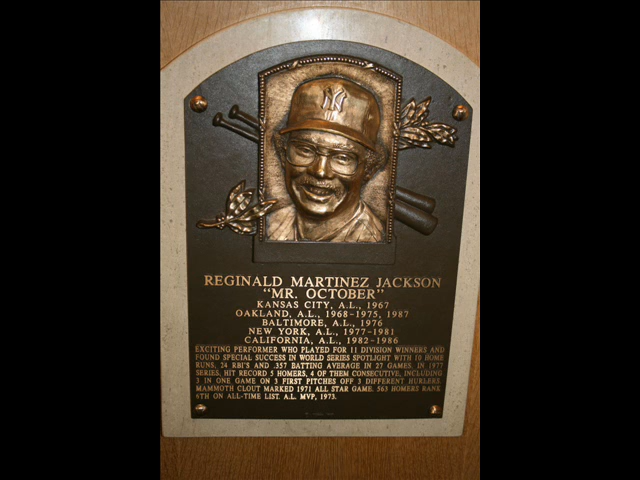 NY
REGINALD MARTINEZ JACKSON
"MR. OCTOBER"
KANSAS CITY, A.L., 1967
OAKLAND, A.L., 1968-1975, 1987
BALTIMORE, A.L., 1976
NEW YORK, A.L., 1977-1981
CALIFORNIA, A.L., 1982-1986
EXCITING PERFORMER WHO PLAYED FOR 11 DIVISION WINNERS AND
FOUND SPECIAL SUCCESS IN WORLD SERIES SPOTLIGHT WITH 10 HOME
RUNS, 24 RBI'S AND .357 BATTING AVERAGE IN 27 GAMES. IN 1977
SERIES, HIT RECORD 5 HOMERS, 4 OF THEM CONSECUTIVE, INCLUDING
3 IN ONE GAME ON 3 FIRST PITCHES OFF 3 DIFFERENT HURLERS.
MAMMOTH CLOUT MARKED 1971 ALL STAR GAME. 563 HOMERS RANK
6TH ON ALL-TIME LIST. A.L. MVP, 1973.